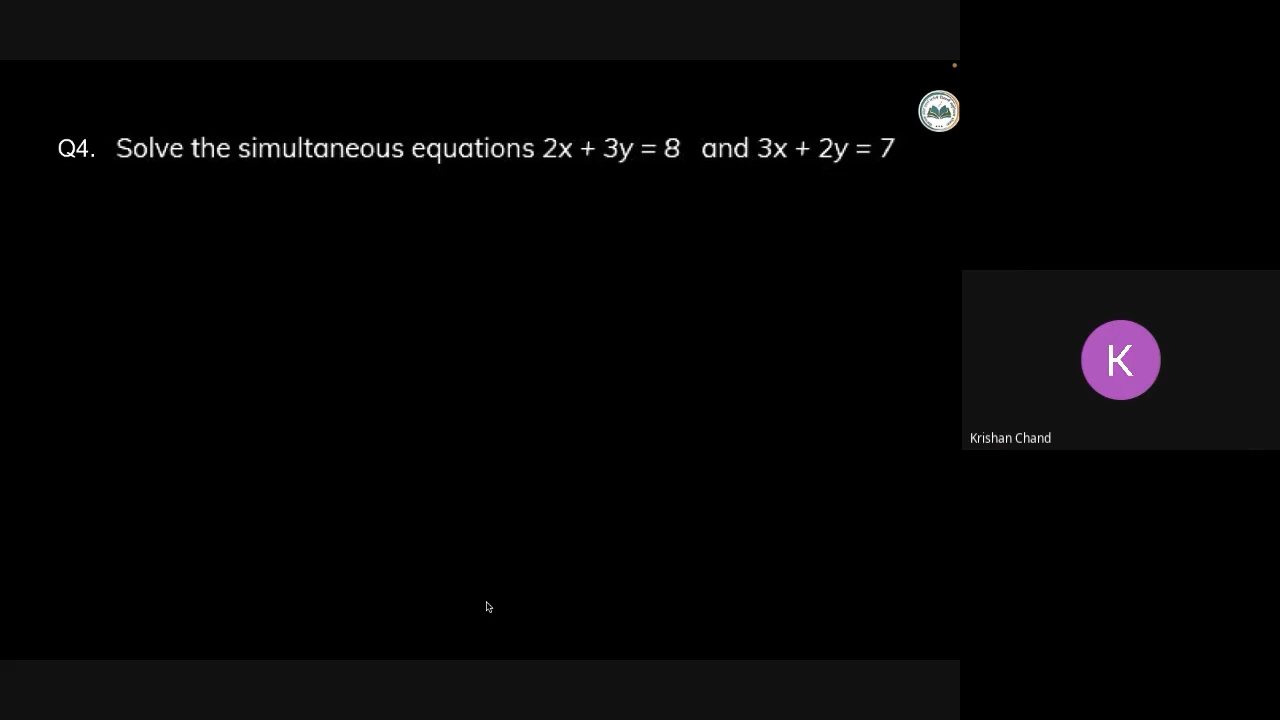 Q4. Solve the simultaneous equations 2x + 3y = 8 and 3x + 2y = 7
K
Krishan Chand